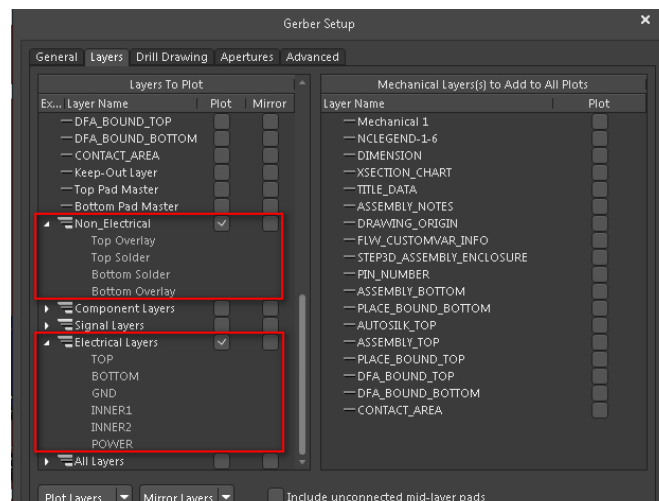 Gerber Setup
General Layers Drill Drawing Apertures Advanced
Layers To Plot
Ex... Layer Name Plot Mirror
DFA_BOUND_TOP
DFA_BOUND_BOTTOM
CONTACT_AREA
Keep-Out Layer
Top Pad Master
Bottom Pad Master
Non_Electrical
Top Overlay
Top Solder
Bottom Solder
Bottom Overlay
Component Layers
Signal Layers
Electrical Layers
TOP
BOTTOM
GND
INNER1
INNER2
POWER
All Layers
Mechanical Layers(s) to Add to All Plots
Layer Name Plot
Mechanical 1
NCLEGEND-1-6
DIMENSION
XSECTION_CHART
TITLE_DATA
ASSEMBLY_NOTES
DRAWING_ORIGIN
FLW_CUSTOMVAR_INFO
STEP3D_ASSEMBLY_ENCLOSURE
PIN_NUMBER
ASSEMBLY_BOTTOM
PLACE_BOUND_BOTTOM
AUTOSILK_TOP
ASSEMBLY_TOP
PLACE_BOUND_TOP
DFA_BOUND_TOP
DFA_BOUND_BOTTOM
CONTACT_AREA
Plot Layers Mirror Layers Include unconnected mid-layer pads